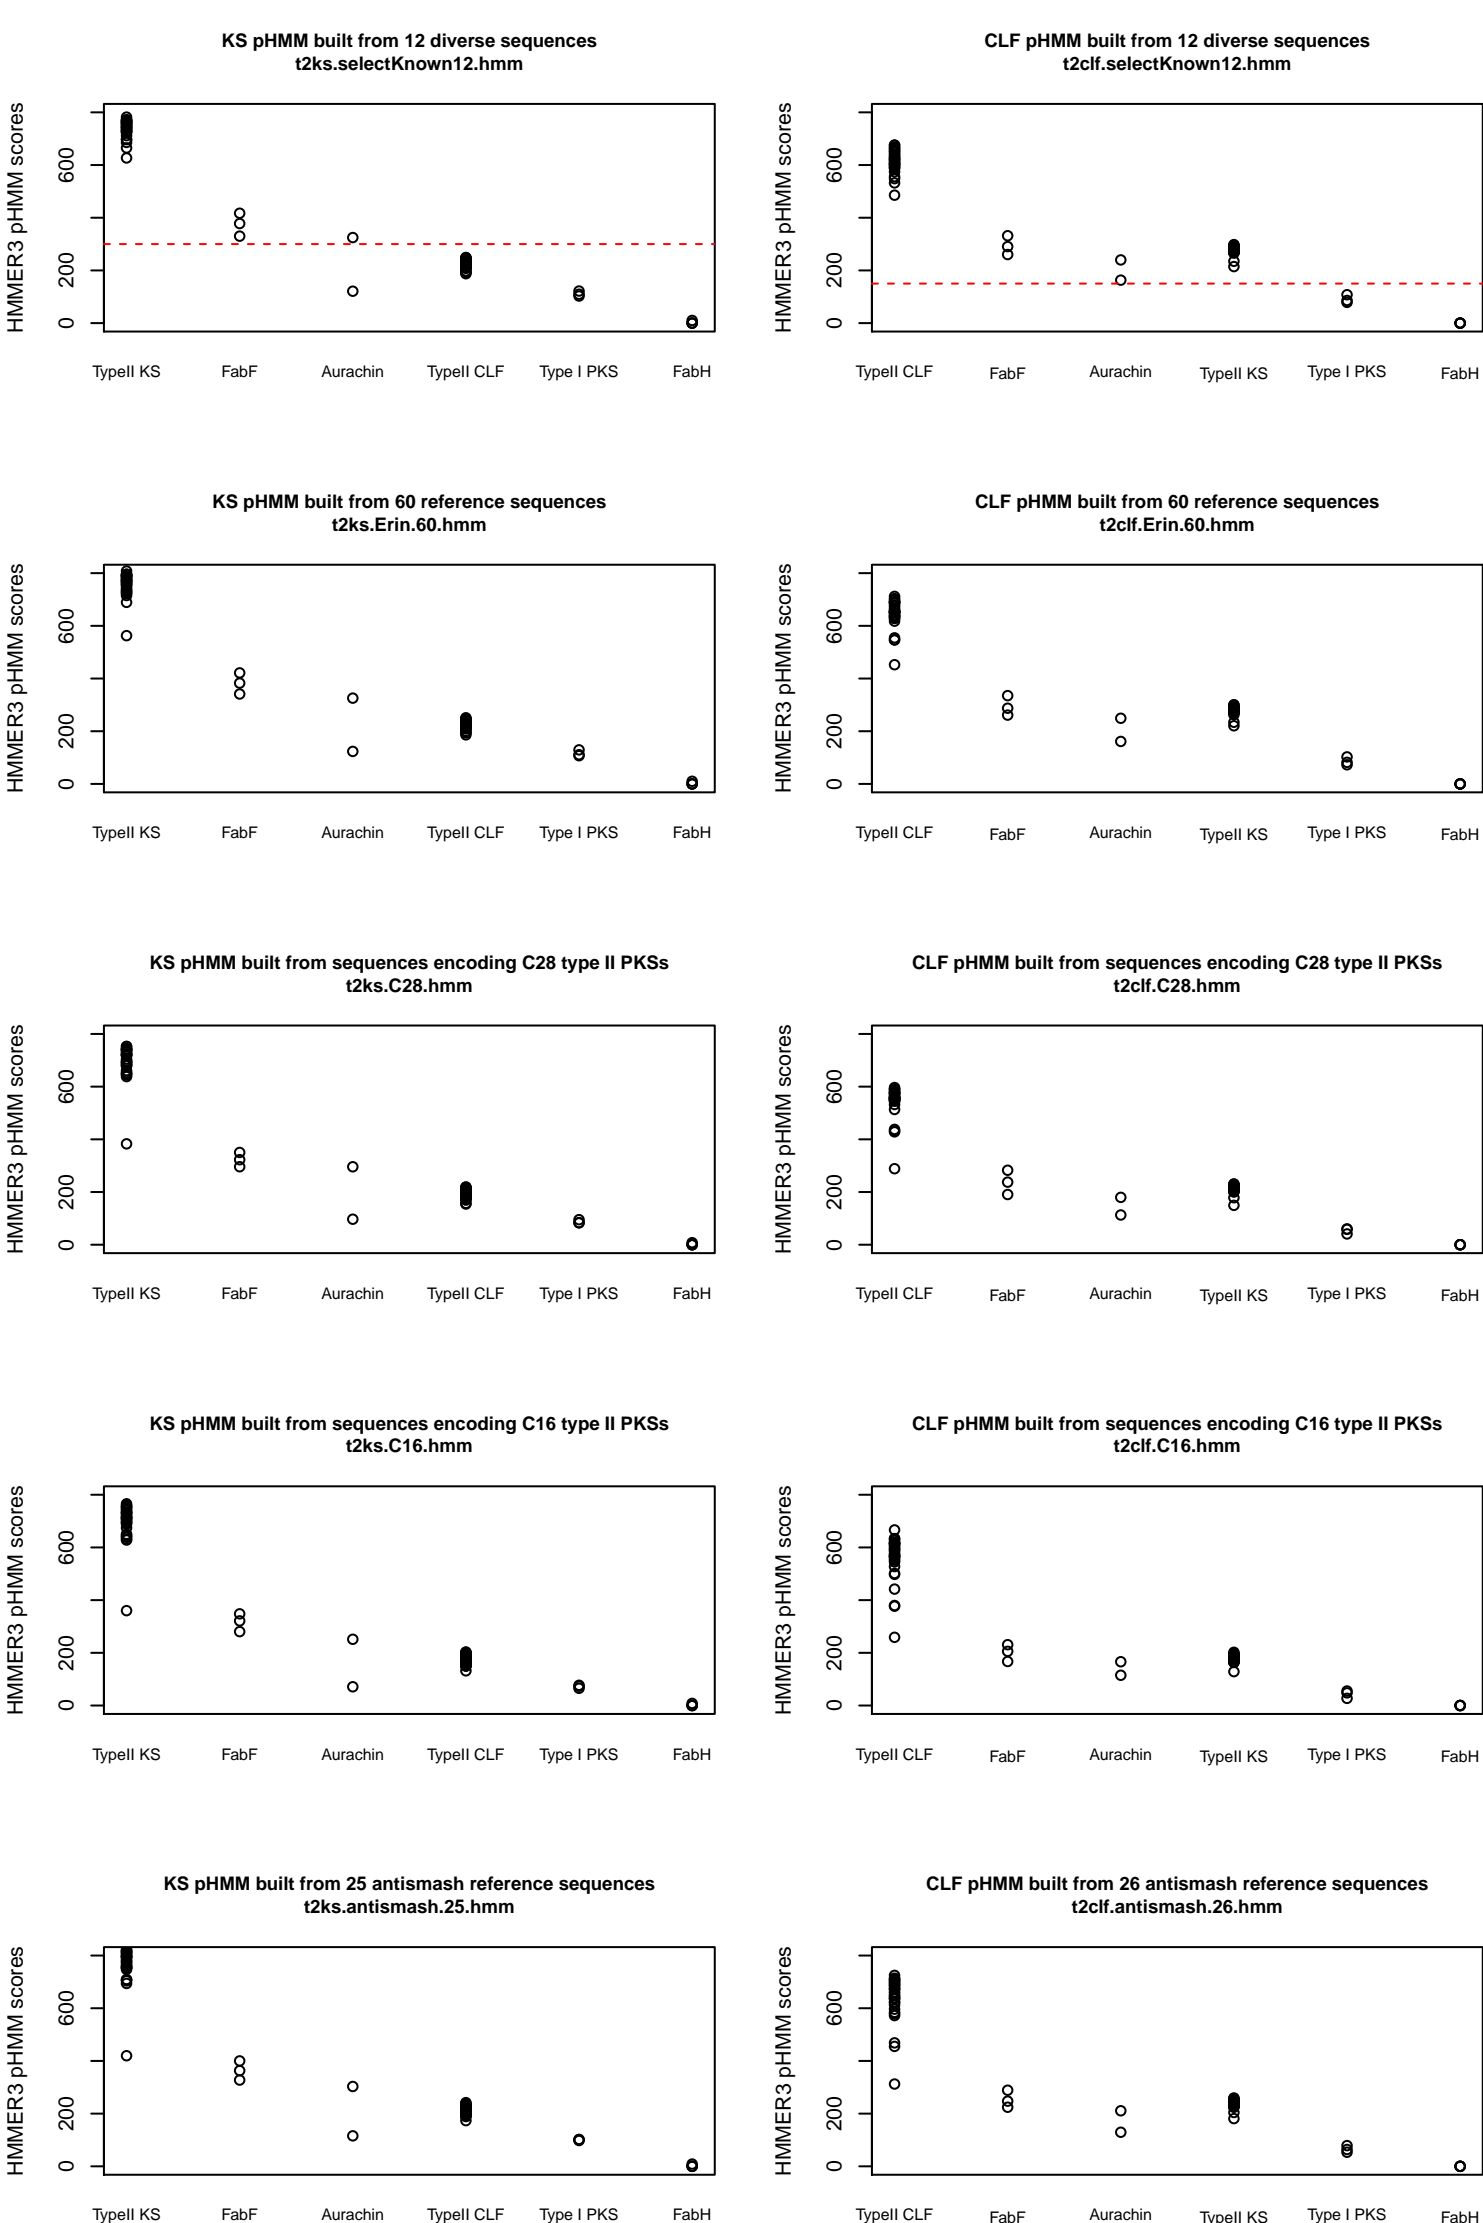 KS pHMM built from 12 diverse sequences
t2ks.selectKnown12.hmm
HMMER3 pHMM scores
600
200
0
TypeII KS FabF Aurachin TypeII CLF Type I PKS FabH
CLF pHMM built from 12 diverse sequences
t2clf.selectKnown12.hmm
HMMER3 pHMM scores
600
200
0
TypeII CLF FabF Aurachin TypeII KS Type I PKS FabH
KS pHMM built from 60 reference sequences
t2ks.Erin.60.hmm
HMMER3 pHMM scores
600
200
0
TypeII KS FabF Aurachin TypeII CLF Type I PKS FabH
CLF pHMM built from 60 reference sequences
t2clf.Erin.60.hmm
HMMER3 pHMM scores
600
200
0
TypeII CLF FabF Aurachin TypeII KS Type I PKS FabH
KS pHMM built from sequences encoding C28 type II PKSs
t2ks.C28.hmm
HMMER3 pHMM scores
600
200
0
TypeII KS FabF Aurachin TypeII CLF Type I PKS FabH
CLF pHMM built from sequences encoding C28 type II PKSs
t2clf.C28.hmm
HMMER3 pHMM scores
600
200
0
TypeII CLF FabF Aurachin TypeII KS Type I PKS FabH
KS pHMM built from sequences encoding C16 type II PKSs
t2ks.C16.hmm
HMMER3 pHMM scores
600
200
0
TypeII KS FabF Aurachin TypeII CLF Type I PKS FabH
CLF pHMM built from sequences encoding C16 type II PKSs
t2clf.C16.hmm
HMMER3 pHMM scores
600
200
0
TypeII CLF FabF Aurachin TypeII KS Type I PKS FabH
KS pHMM built from 25 antismash reference sequences
t2ks.antismash.25.hmm
HMMER3 pHMM scores
600
200
0
TypeII KS FabF Aurachin TypeII CLF Type I PKS FabH
CLF pHMM built from 26 antismash reference sequences
t2clf.antismash.26.hmm
HMMER3 pHMM scores
600
200
0
TypeII CLF FabF Aurachin TypeII KS Type I PKS FabH